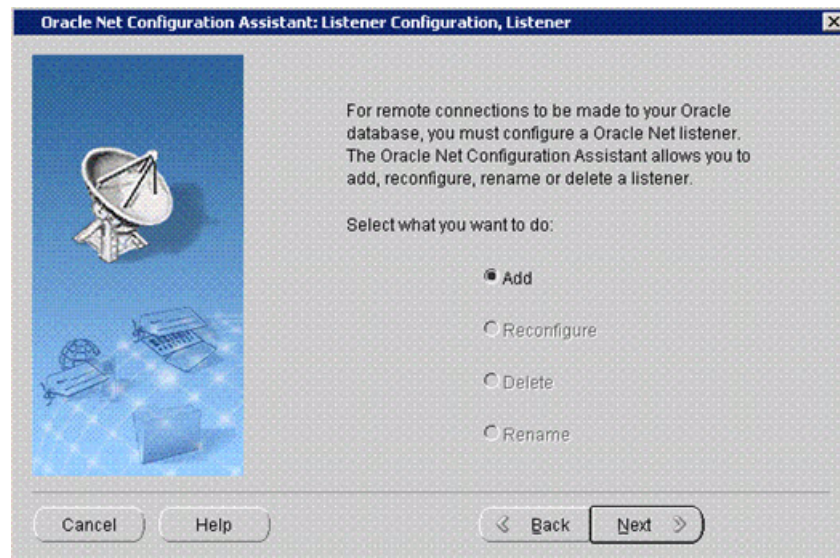 Oracle Net Configuration Assistant: Listener Configuration, Listener
For remote connections to be made to your Oracle
database, you must configure a Oracle Net listener.
The Oracle Net Configuration Assistant allows you to
add, reconfigure, rename or delete a listener.
Select what you want to do:
Add
Reconfigure
Delete
Rename
Cancel
Help
Back
Next